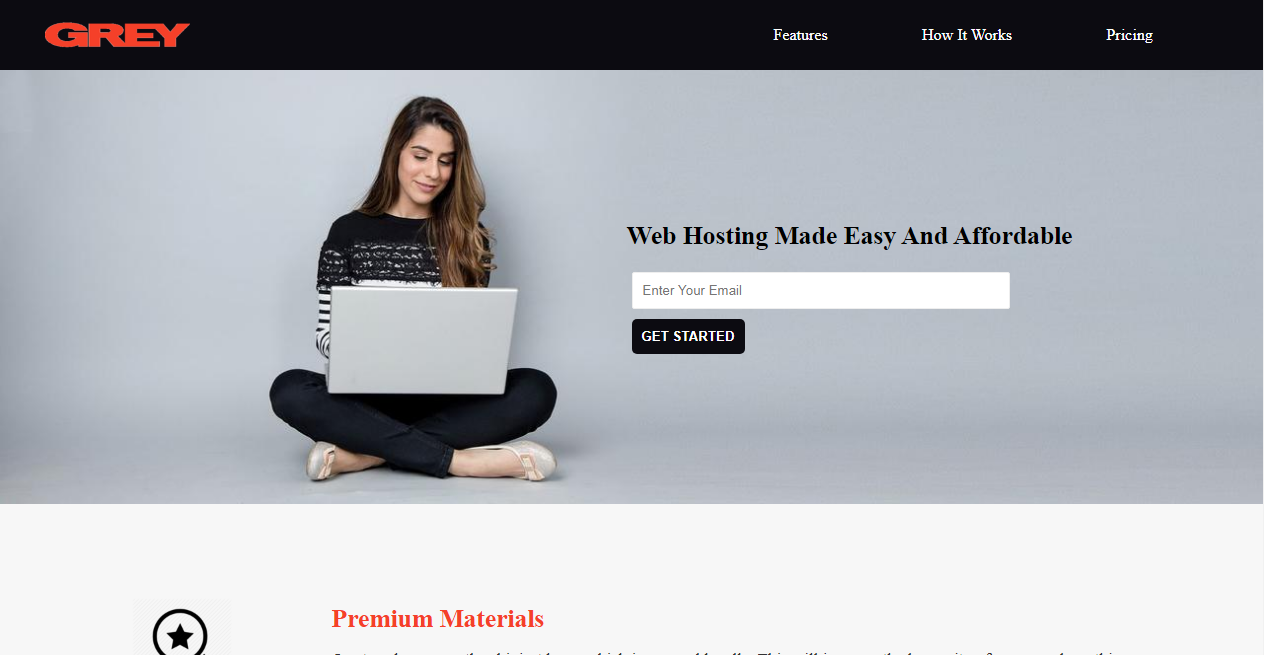 GREY
Features
How It Works
Pricing
Web Hosting Made Easy And Affordable
Enter Your Email
GET STARTED
Premium Materials